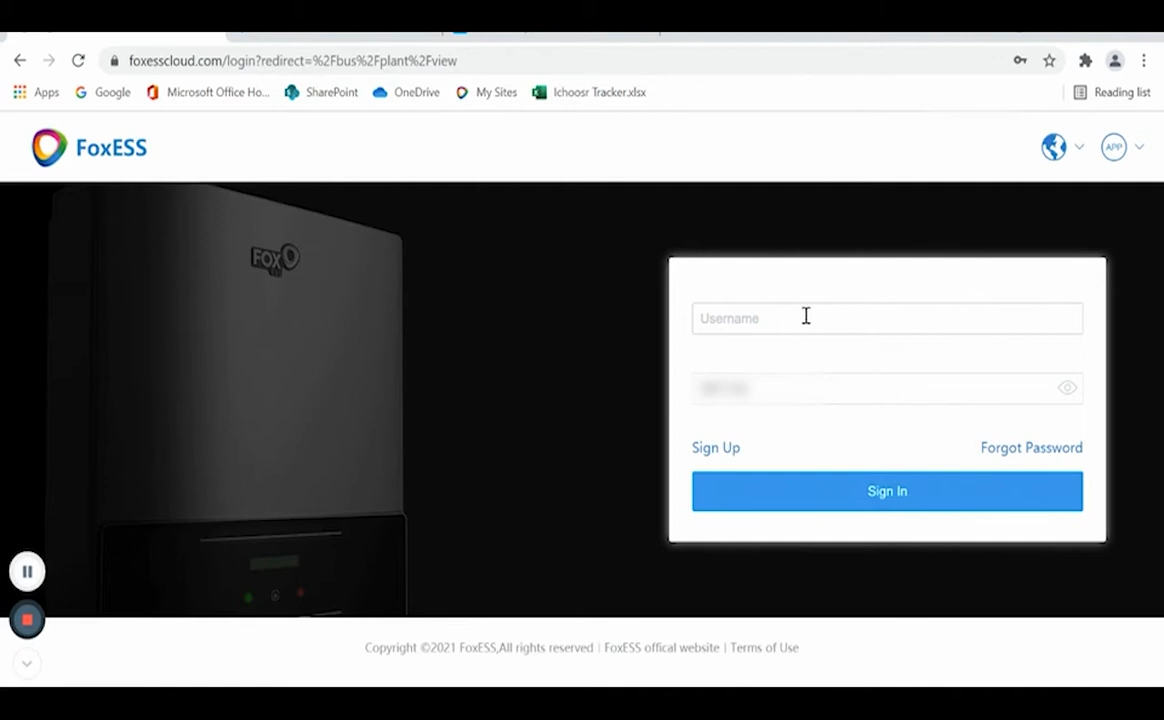 foxesscloud.com/login?redirect=%2Fbus%2Fplant%2Fview
Apps Google Microsoft Office Ho... SharePoint OneDrive My Sites Ichoosr Tracker.xlsx Reading list
FoxESS APP
FOX
Username
Sign Up Forgot Password
Sign In
Copyright ©2021 FoxESS,All rights reserved | FoxESS offical website | Terms of Use